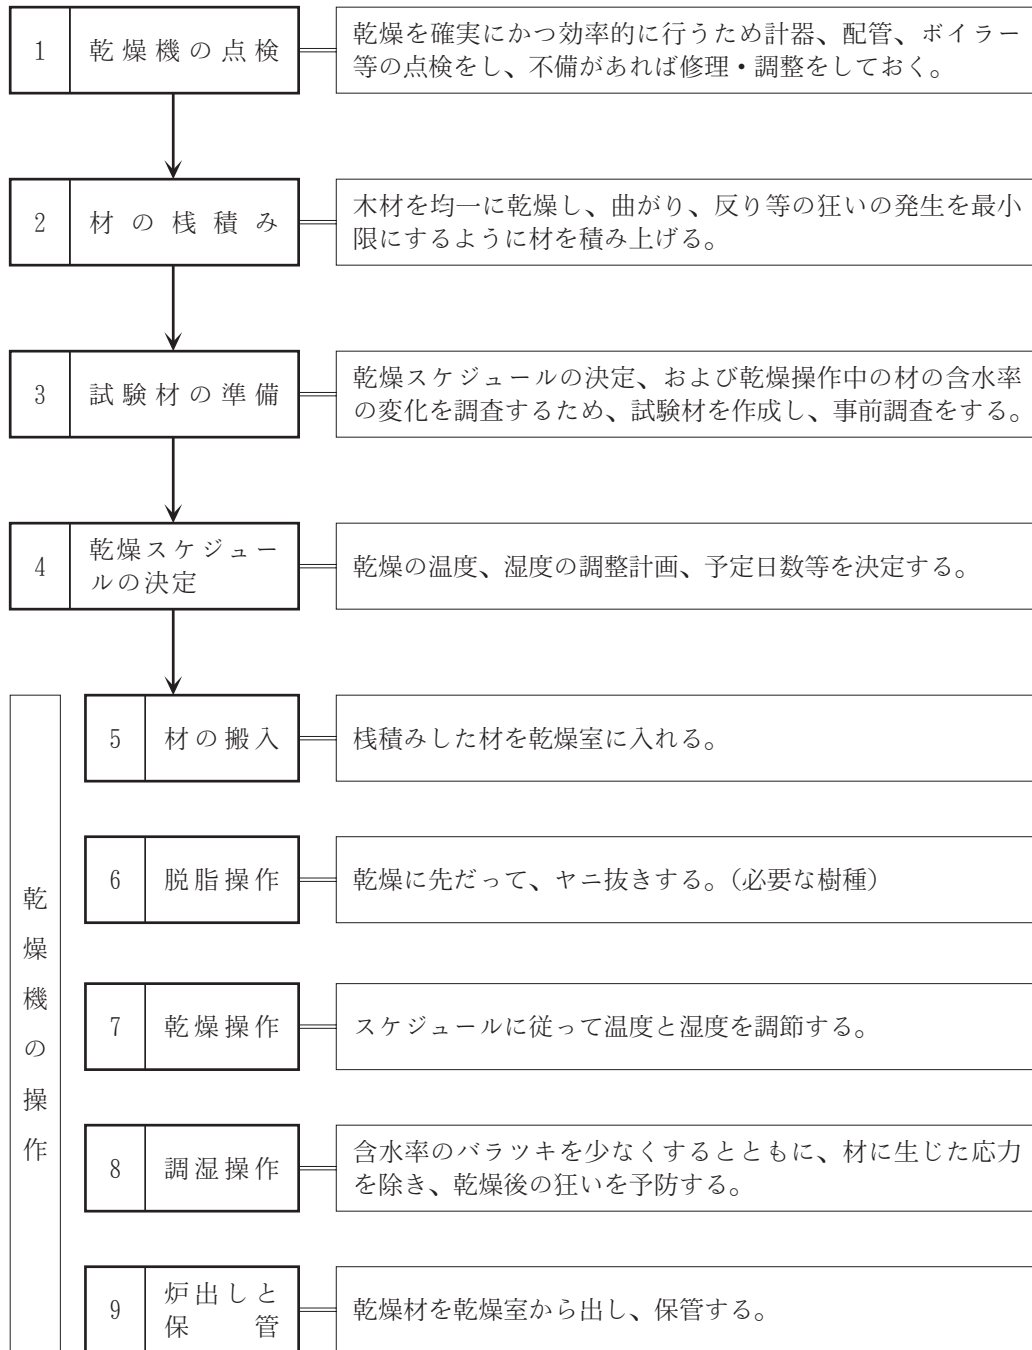 1
乾燥機の点検
乾燥を確実にかつ効率的に行うため計器、配管、ボイラー
等の点検をし、不備があれば修理・調整をしておく。
2
材の桟積み
木材を均一に乾燥し、曲がり、反り等の狂いの発生を最小
限にするように材を積み上げる。
3
試験材の準備
乾燥スケジュールの決定、および乾燥操作中の材の含水率
の変化を調査するため、試験材を作成し、事前調査をする。
4
乾燥スケジュー
ルの決定
乾燥の温度、湿度の調整計画、予定日数等を決定する。
乾燥機の操作
5
材の搬入
桟積みした材を乾燥室に入れる。
6
脱脂操作
乾燥に先だって、ヤニ抜きする。(必要な樹種)
7
乾燥操作
スケジュールに従って温度と湿度を調節する。
8
調湿操作
含水率のバラツキを少なくするとともに、材に生じた応力
を除き、乾燥後の狂いを予防する。
9
炉出しと
保管
乾燥材を乾燥室から出し、保管する。